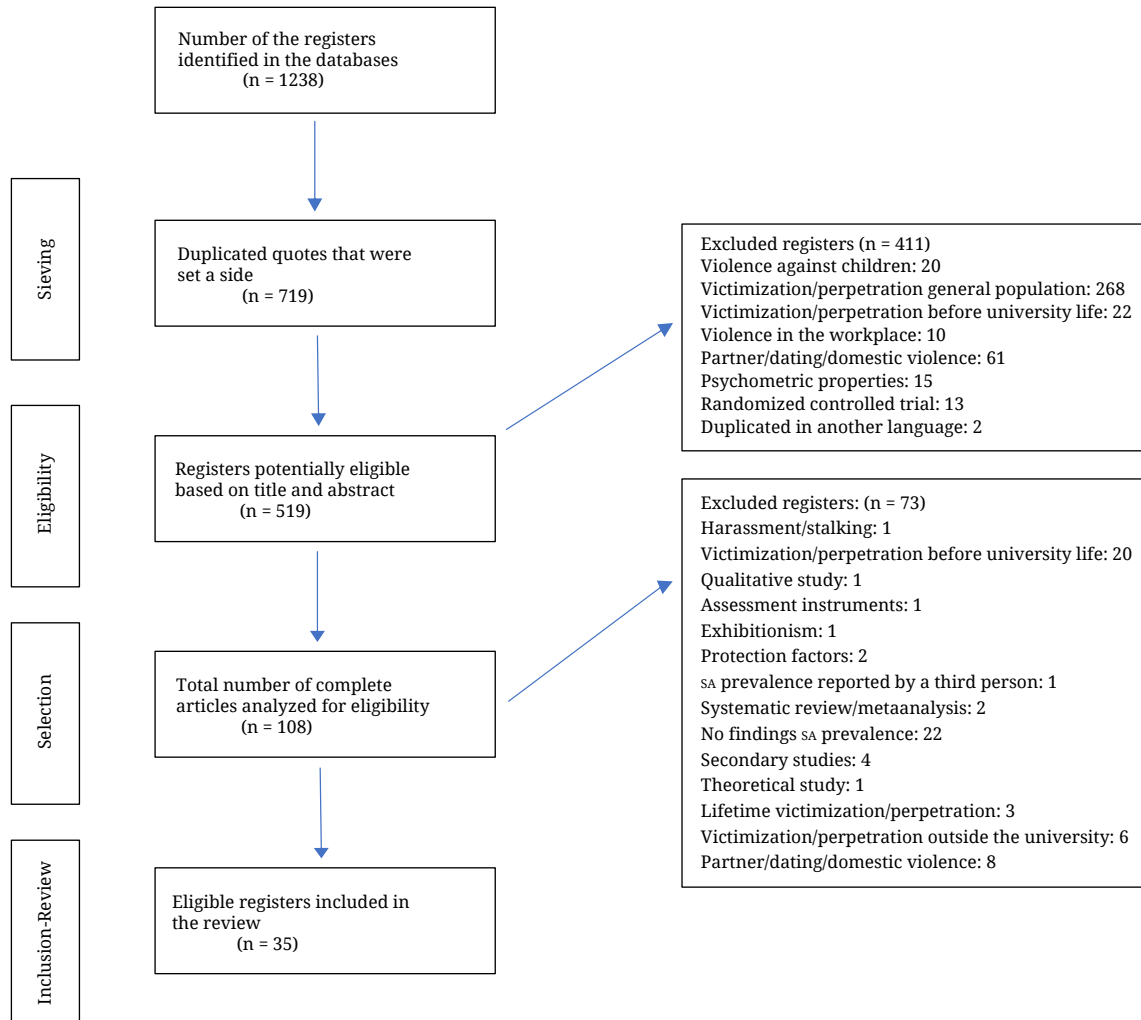 Number of the registers
identified in the databases
(n = 1238)
Sieving
Duplicated quotes that were
set a side
(n = 719)
Excluded registers (n = 411)
Violence against children: 20
Victimization/perpetration general population: 268
Victimization/perpetration before university life: 22
Violence in the workplace: 10
Partner/dating/domestic violence: 61
Psychometric properties: 15
Randomized controlled trial: 13
Duplicated in another language: 2
Eligibility
Registers potentially eligible
based on title and abstract
(n = 519)
Excluded registers: (n = 73)
Harassment/stalking: 1
Victimization/perpetration before university life: 20
Qualitative study: 1
Assessment instruments: 1
Exhibitionism: 1
Protection factors: 2
SA prevalence reported by a third person: 1
Systematic review/metaanalysis: 2
No findings SA prevalence: 22
Secondary studies: 4
Theoretical study: 1
Lifetime victimization/perpetration: 3
Victimization/perpetration outside the university: 6
Partner/dating/domestic violence: 8
Selection
Total number of complete
articles analyzed for eligibility
(n = 108)
Inclusion-Review
Eligible registers included in
the review
(n = 35)